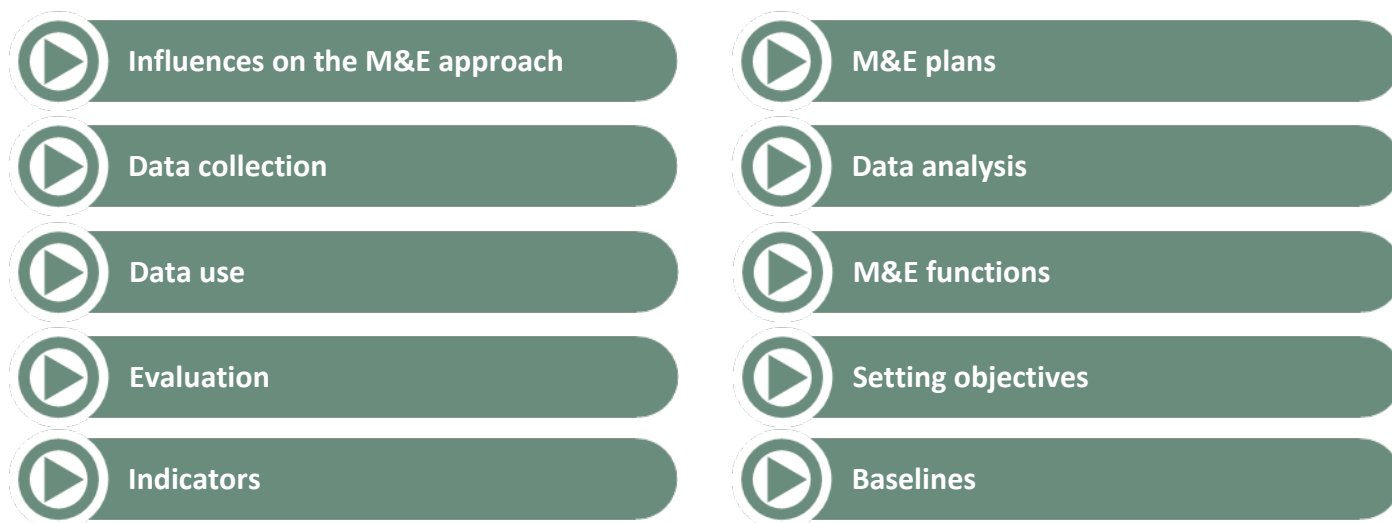 Influences on the M&E approach
M&E plans
Data collection
Data analysis
Data use
M&E functions
Evaluation
Setting objectives
Indicators
Baselines